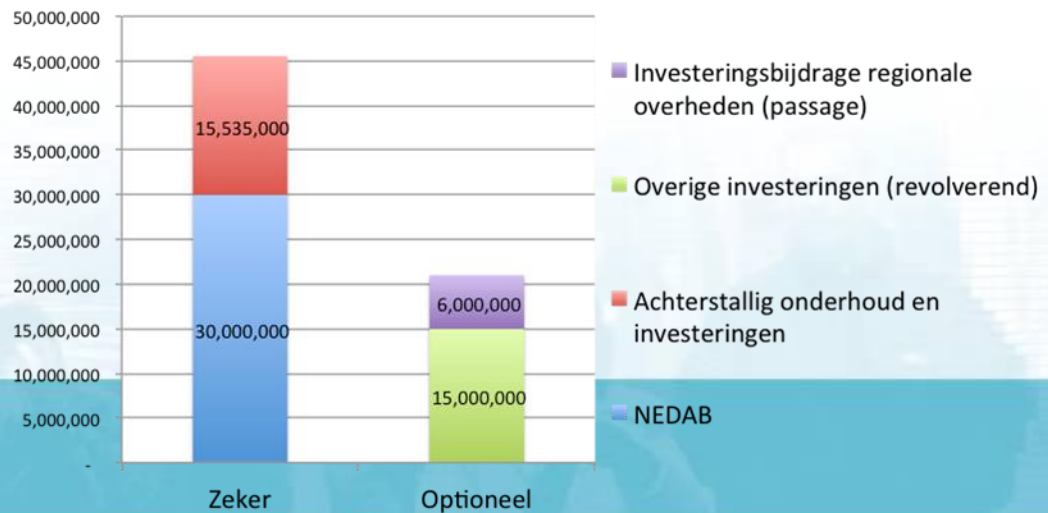 50,000,000
45,000,000
40,000,000
35,000,000
30,000,000
25,000,000
20,000,000
15,000,000
10,000,000
5,000,000
-
15,535,000
30,000,000
6,000,000
15,000,000
Zeker
Optioneel
Investeringsbijdrage regionale
overheden (passage)
Overige investeringen (revolverend)
Achterstallig onderhoud en
investeringen
NEDAB